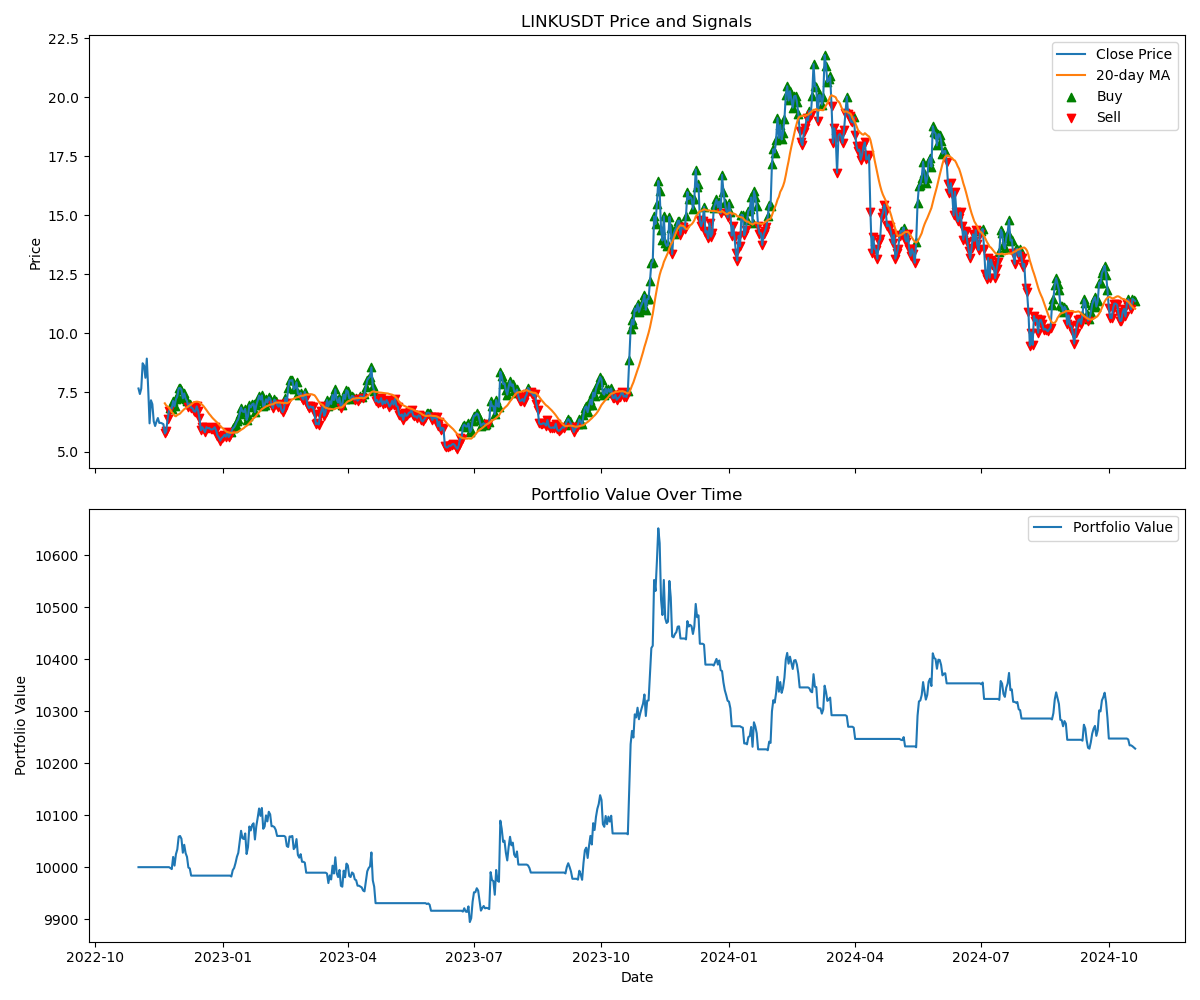 LINKUSDT Price and Signals
Price
22.5
20.0
17.5
15.0
12.5
10.0
7.5
5.0
Close Price
20-day MA
Buy
Sell
Portfolio Value Over Time
Portfolio Value
10600
10500
10400
10300
10200
10100
10000
9900
Portfolio Value
2022-10 2023-01 2023-04 2023-07 2023-10 2024-01 2024-04 2024-07 2024-10
Date